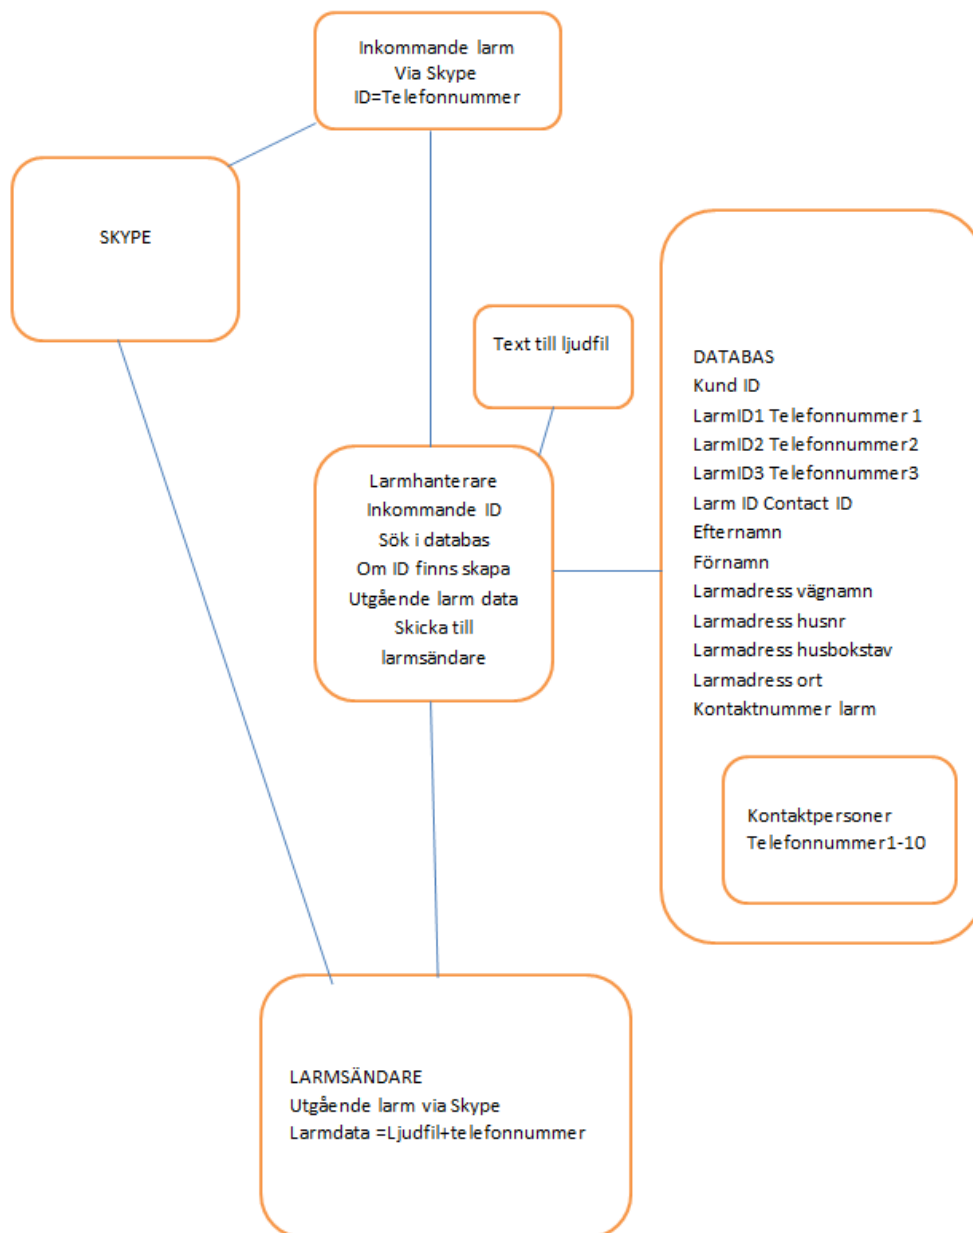 Inkommande larm
Via Skype
ID=Telefonnummer
SKYPE
Text till ljudfil
Larmhanterare
Inkommande ID
Sök i databas
Om ID finns skapa
Utgående larm data
Skicka till
larmsändare
DATABAS
Kund ID
LarmID1 Telefonnummer 1
LarmID2 Telefonnummer2
LarmID3 Telefonnummer3
Larm ID Contact ID
Efternamn
Förnamn
Larmadress vägnamn
Larmadress husnr
Larmadress husbokstav
Larmadress ort
Kontaktnummer larm
Kontaktpersoner
Telefonnummer1-10
LARMSÄNDARE
Utgående larm via Skype
Larmdata =Ljudfil+telefonnummer